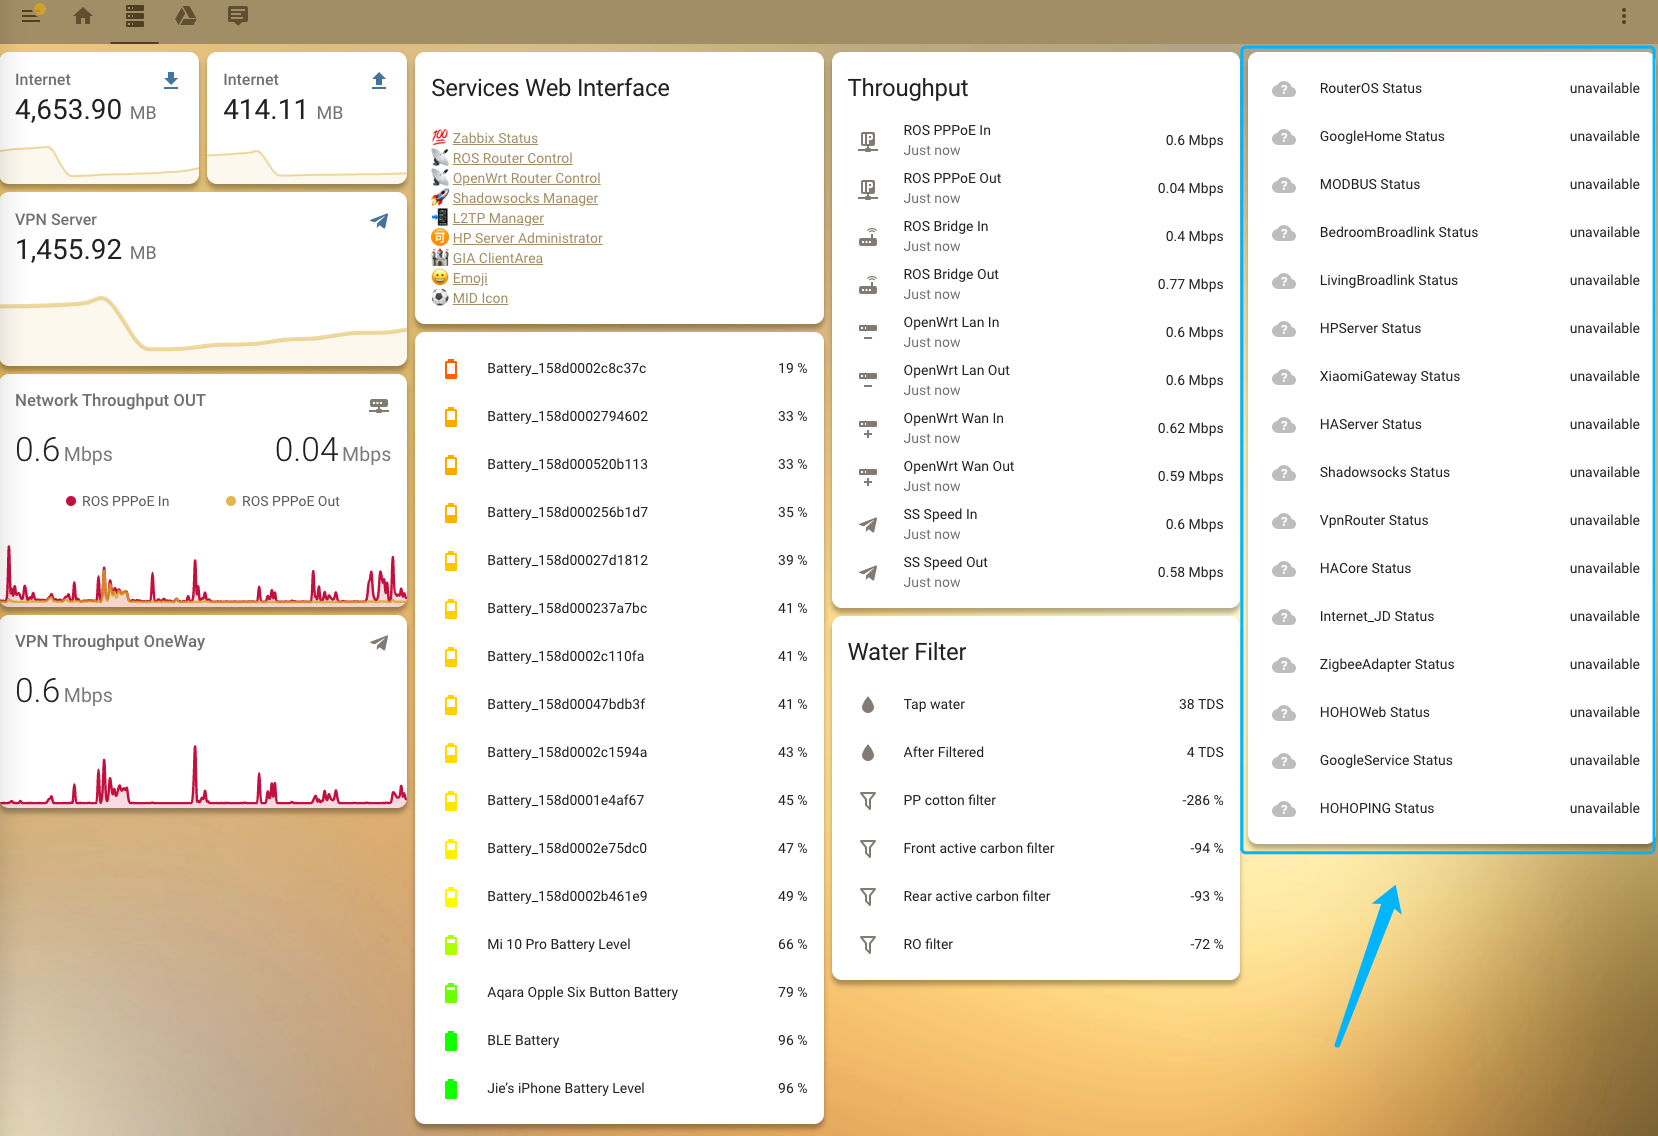 Internet
4,653.90 MB
Internet
414.11 MB
VPN Server
1,455.92 MB
Network Throughput OUT
0.6 Mbps
0.04 Mbps
ROS PPPoE In
ROS PPPoE Out
VPN Throughput OneWay
0.6 Mbps
Services Web Interface
💯 Zabbix Status
📡 ROS Router Control
📡 OpenWrt Router Control
🚀 Shadowsocks Manager
📲 L2TP Manager
🉑 HP Server Administrator
🏰 GIA ClientArea
😀 Emoji
⚽ MID Icon
Battery_158d0002c8c37c 19 %
Battery_158d0002794602 33 %
Battery_158d000520b113 33 %
Battery_158d000256b1d7 35 %
Battery_158d00027d1812 39 %
Battery_158d000237a7bc 41 %
Battery_158d0002c110fa 41 %
Battery_158d00047bdb3f 41 %
Battery_158d0002c1594a 43 %
Battery_158d0001e4af67 45 %
Battery_158d0002e75dc0 47 %
Battery_158d0002b461e9 49 %
Mi 10 Pro Battery Level 66 %
Aqara Opple Six Button Battery 79 %
BLE Battery 96 %
Jie's iPhone Battery Level 96 %
Throughput
ROS PPPoE In
Just now
0.6 Mbps
ROS PPPoE Out
Just now
0.04 Mbps
ROS Bridge In
Just now
0.4 Mbps
ROS Bridge Out
Just now
0.77 Mbps
OpenWrt Lan In
Just now
0.6 Mbps
OpenWrt Lan Out
Just now
0.6 Mbps
OpenWrt Wan In
Just now
0.62 Mbps
OpenWrt Wan Out
Just now
0.59 Mbps
SS Speed In
Just now
0.6 Mbps
SS Speed Out
Just now
0.58 Mbps
Water Filter
Tap water 38 TDS
After Filtered 4 TDS
PP cotton filter -286 %
Front active carbon filter -94 %
Rear active carbon filter -93 %
RO filter -72 %
RouterOS Status unavailable
GoogleHome Status unavailable
MODBUS Status unavailable
BedroomBroadlink Status unavailable
LivingBroadlink Status unavailable
HPServer Status unavailable
XiaomiGateway Status unavailable
HAServer Status unavailable
Shadowsocks Status unavailable
VpnRouter Status unavailable
HACore Status unavailable
Internet_JD Status unavailable
ZigbeeAdapter Status unavailable
HOHOWeb Status unavailable
GoogleService Status unavailable
HOHOPING Status unavailable